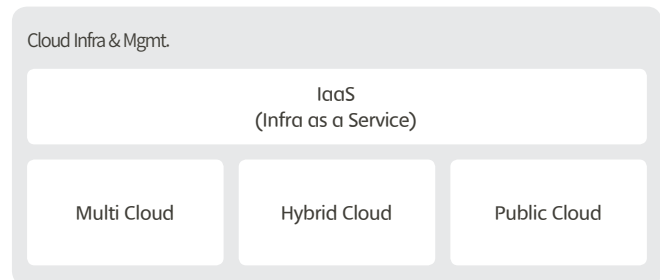 Cloud Infra & Mgmt.
IaaS
(Infra as a Service)
Multi Cloud
Hybrid Cloud
Public Cloud